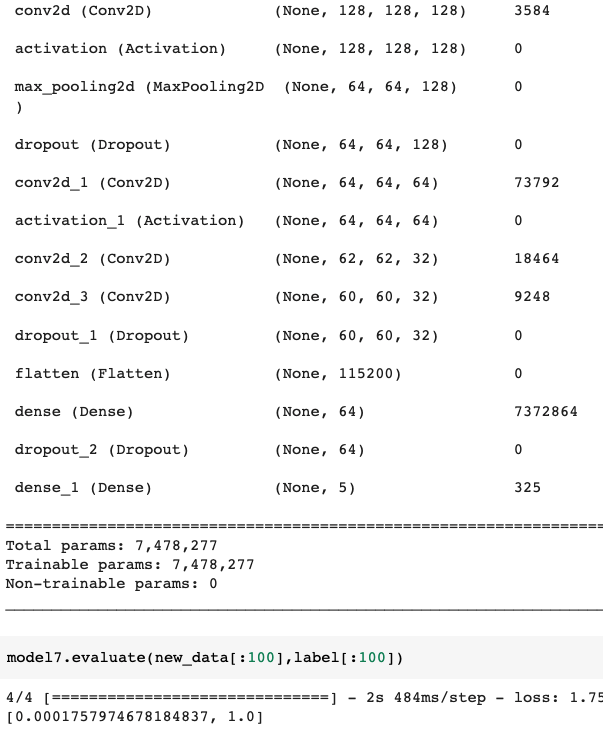 conv2d (Conv2D) (None, 128, 128, 128) 3584
activation (Activation) (None, 128, 128, 128) 0
max_pooling2d (MaxPooling2D (None, 64, 64, 128) 0
)
dropout (Dropout) (None, 64, 64, 128) 0
conv2d_1 (Conv2D) (None, 64, 64, 64) 73792
activation_1 (Activation) (None, 64, 64, 64) 0
conv2d_2 (Conv2D) (None, 62, 62, 32) 18464
conv2d_3 (Conv2D) (None, 60, 60, 32) 9248
dropout_1 (Dropout) (None, 60, 60, 32) 0
flatten (Flatten) (None, 115200) 0
dense (Dense) (None, 64) 7372864
dropout_2 (Dropout) (None, 64) 0
dense_1 (Dense) (None, 5) 325
=================================================================
Total params: 7,478,277
Trainable params: 7,478,277
Non-trainable params: 0
_________________________________________________________________
model7.evaluate(new_data[:100],label[:100])
4/4 [==============================] - 2s 484ms/step - loss: 1.75
[0.0001757974678184837, 1.0]